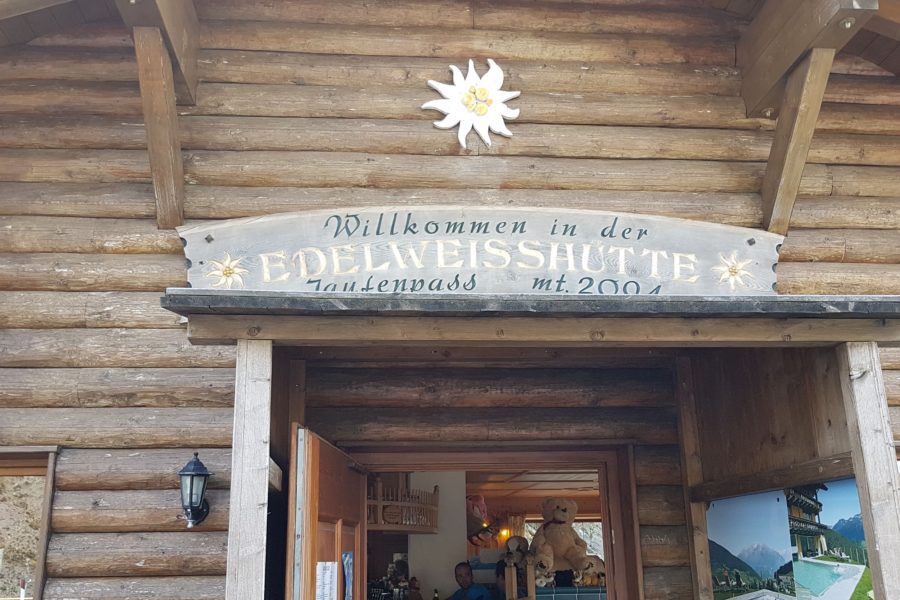 Willkommen in der
EDELWEISSHÜTTE
Jaufenpass mt. 2094